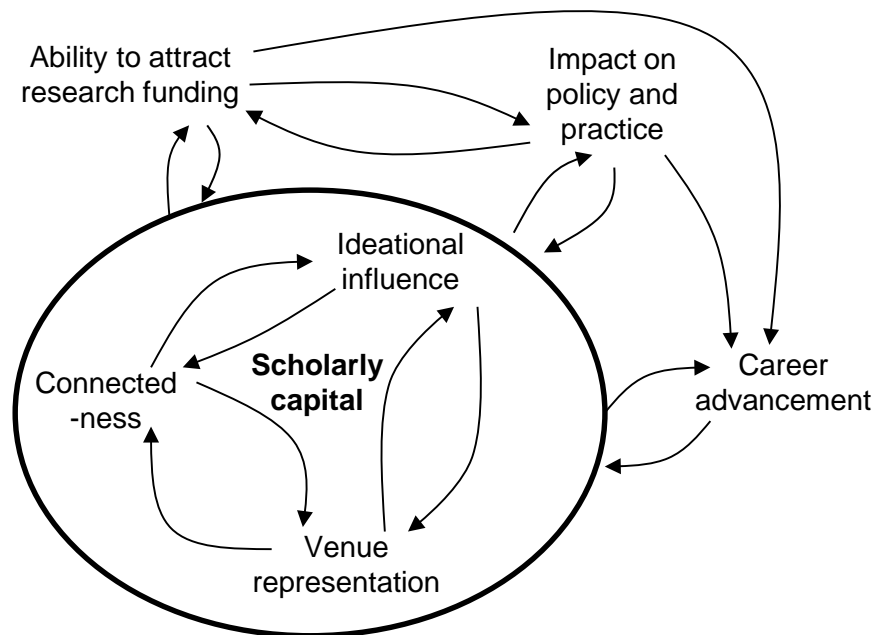 Ability to attract
research funding
Impact on
policy and
practice
Ideational
influence
Scholarly
capital
Connected
-ness
Career
advancement
Venue
representation